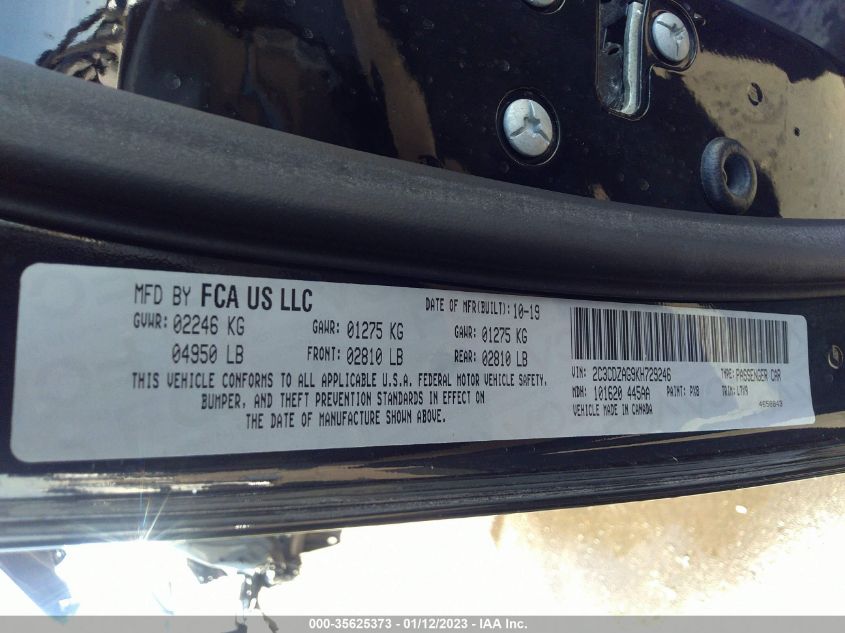 MFD BY FCA US LLC
DATE OF MFR(BUILT): 10-19
GVWR: 02246 KG GAWR: 01275 KG GAWR: 01275 KG
04950 LB FRONT: 02810 LB REAR: 02810 LB
THIS VEHICLE CONFORMS TO ALL APPLICABLE U.S.A. FEDERAL MOTOR VEHICLE SAFETY,
BUMPER, AND THEFT PREVENTION STANDARDS IN EFFECT ON
THE DATE OF MANUFACTURE SHOWN ABOVE.
VIN: 2C3CDZAG9KH729246 TYPE: PASSENGER CAR
MDH: 101620 445AA PAINT: PX8 TRIM: L7X9
VEHICLE MADE IN CANADA 4658043
000-35625373 - 01/12/2023 - IAA Inc.